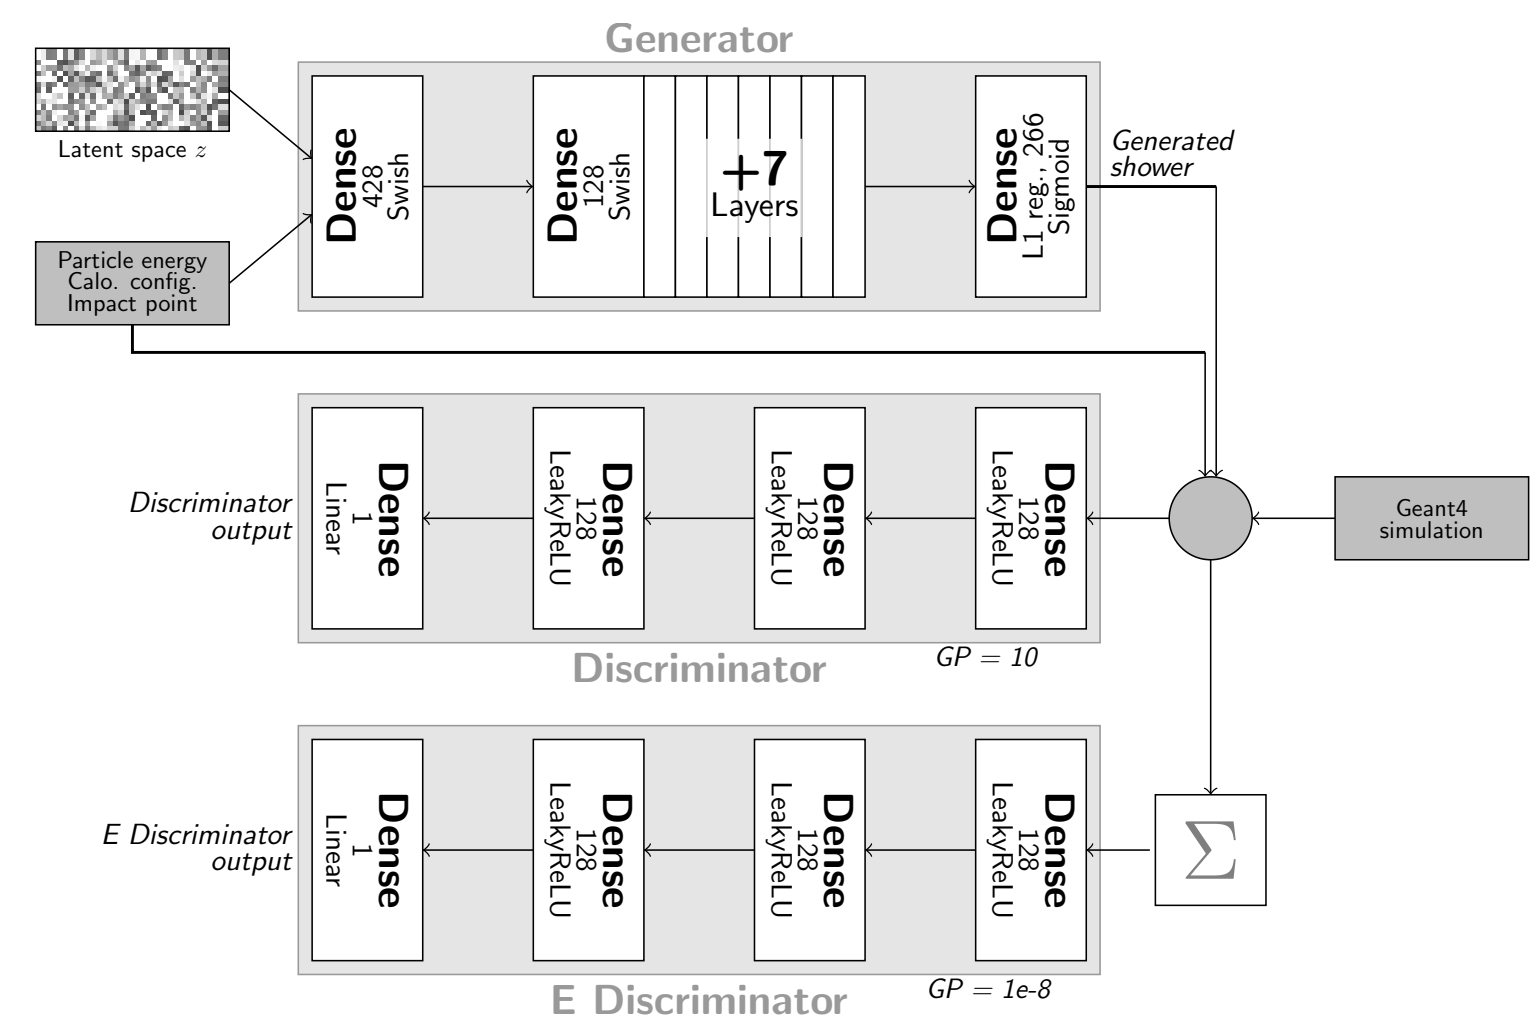 Generator
Latent space z
Particle energy
Calo. config.
Impact point
Dense
428
Swish
Dense
128
Swish
+7
Layers
Dense
L1 reg., 266
Sigmoid
Generated
shower
Discriminator
output
Dense
1
Linear
Dense
128
LeakyReLU
Dense
128
LeakyReLU
Dense
128
LeakyReLU
Geant4
simulation
GP = 10
Discriminator
E Discriminator
output
Dense
1
Linear
Dense
128
LeakyReLU
Dense
128
LeakyReLU
Dense
128
LeakyReLU
Σ
GP = 1e-8
E Discriminator